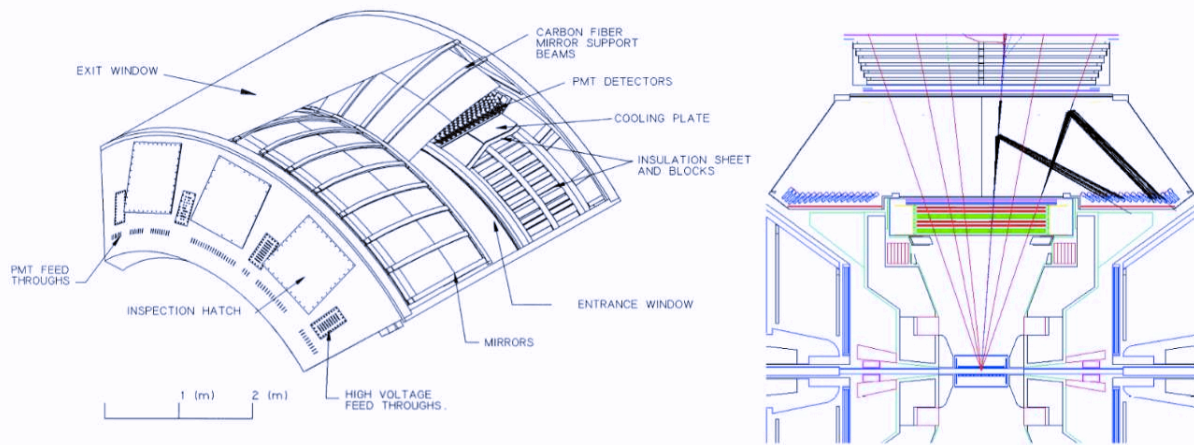 CARBON FIBER
MIRROR SUPPORT
BEAMS
EXIT WINDOW
PMT DETECTORS
COOLING PLATE
INSULATION SHEET
AND BLOCKS
PMT FEED
THROUGHS
INSPECTION HATCH
ENTRANCE WINDOW
MIRRORS
HIGH VOLTAGE
FEED THROUGHS.
1 (m) 2 (m)